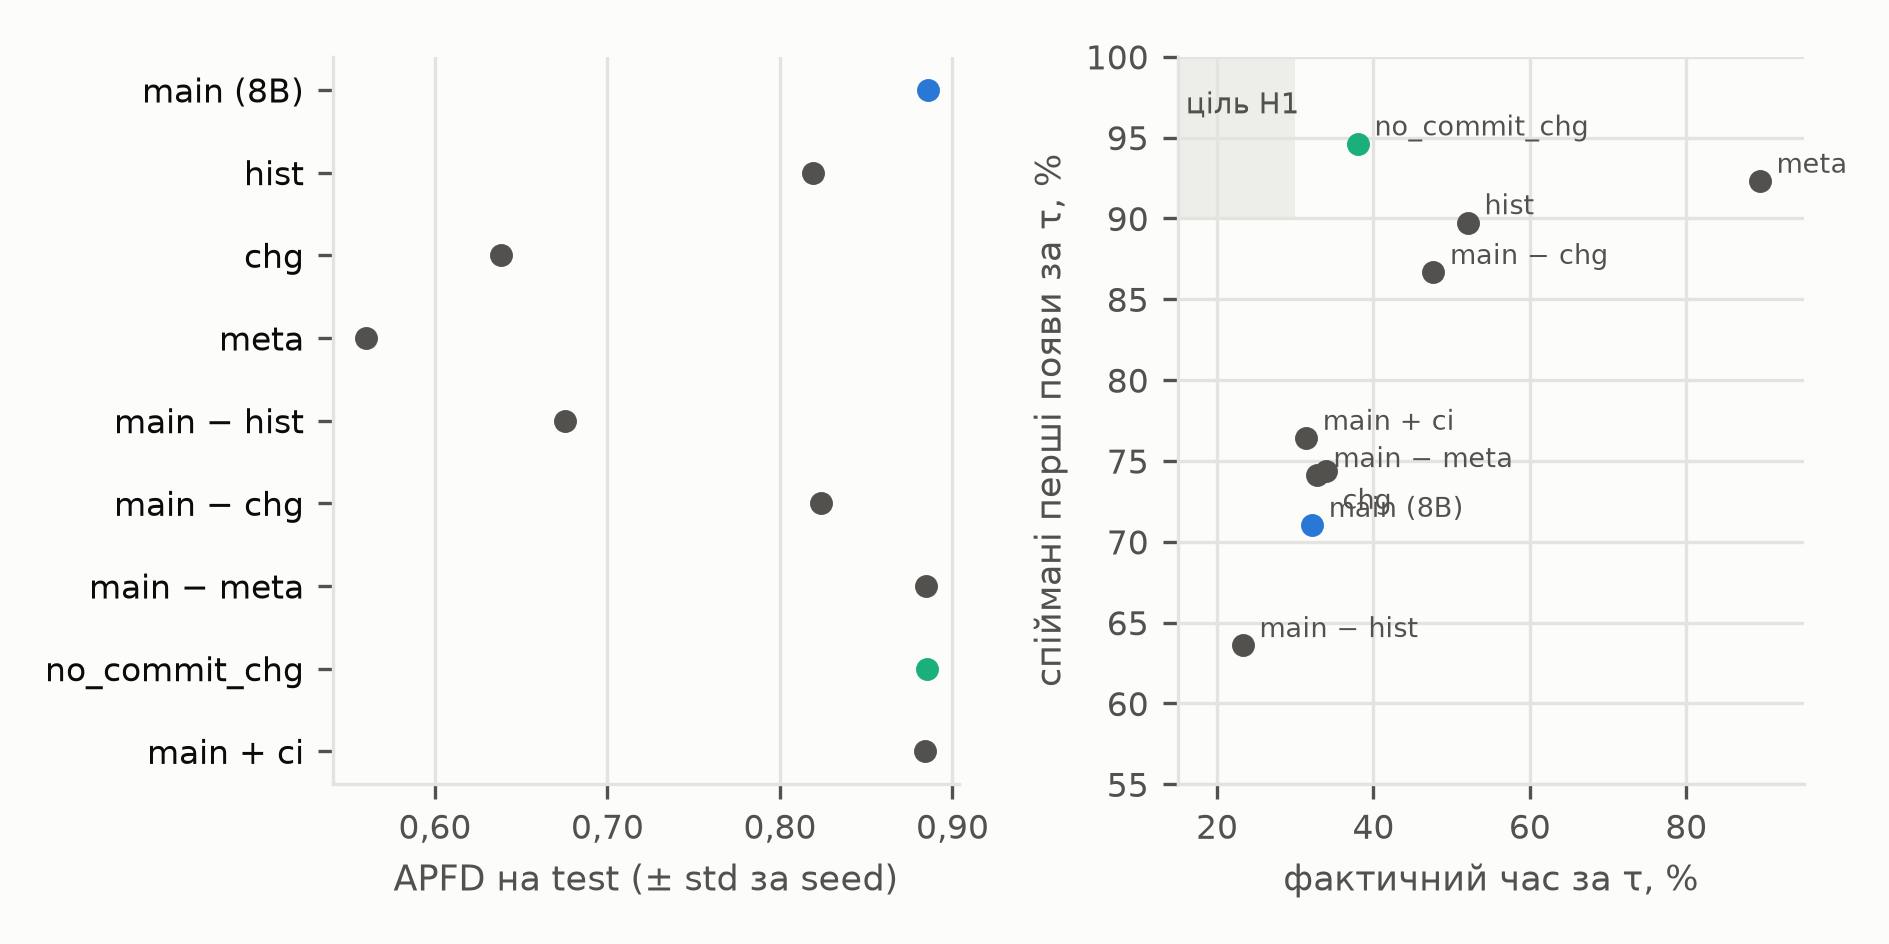 main (8B)
hist
chg
meta
main − hist
main − chg
main − meta
no_commit_chg
main + ci
0,60 0,70 0,80 0,90
APFD на test (± std за seed)
спіймані перші появи за τ, %
100
95
90
85
80
75
70
65
60
55
ціль H1
no_commit_chg
meta
hist
main − chg
main + ci
main − meta
chg
main (8B)
main − hist
20 40 60 80
фактичний час за τ, %